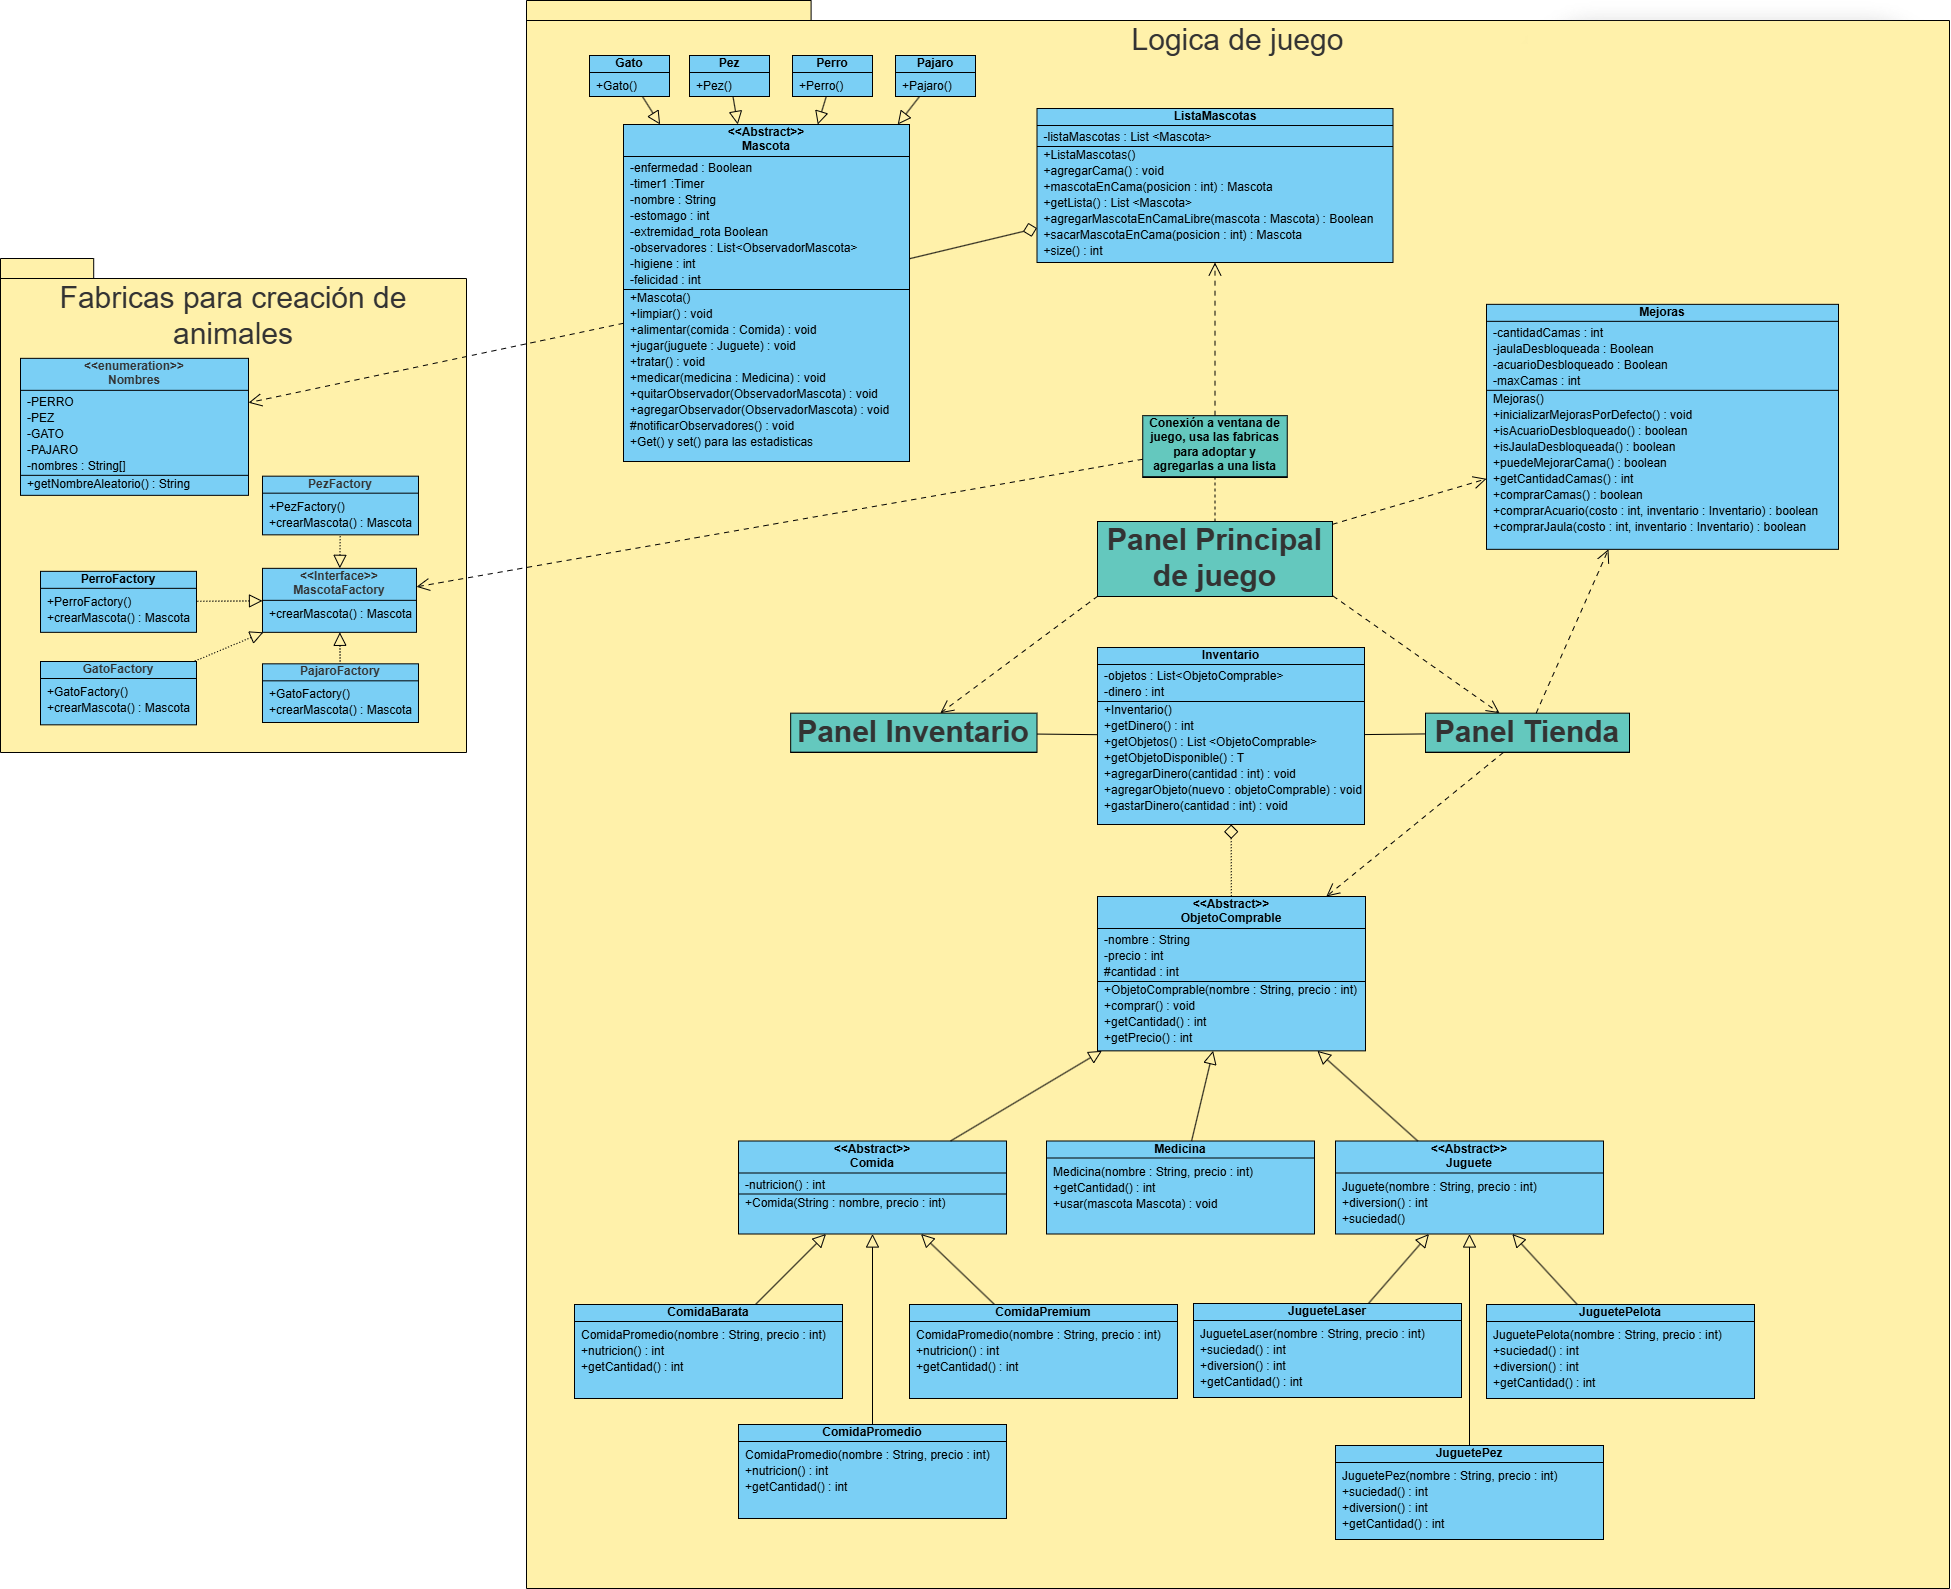 Logica de juego
Gato
+Gato()
Pez
+Pez()
Perro
+Perro()
Pajaro
+Pajaro()
<<Abstract>>
Mascota
-enfermedad : Boolean
-timer1 :Timer
-nombre : String
-estomago : int
-extremidad_rota Boolean
-observadores : List<ObservadorMascota>
-higiene : int
-felicidad : int
+Mascota()
+limpiar() : void
+alimentar(comida : Comida) : void
+jugar(juguete : Juguete) : void
+tratar() : void
+medicar(medicina : Medicina) : void
+quitarObservador(ObservadorMascota) : void
+agregarObservador(ObservadorMascota) : void
#notificarObservadores() : void
+Get() y set() para las estadisticas
ListaMascotas
-listaMascotas : List <Mascota>
+ListaMascotas()
+agregarCama() : void
+mascotaEnCama(posicion : int) : Mascota
+getLista() : List <Mascota>
+agregarMascotaEnCamaLibre(mascota : Mascota) : Boolean
+sacarMascotaEnCama(posicion : int) : Mascota
+size() : int
Fabricas para creación de
animales
<<enumeration>>
Nombres
-PERRO
-PEZ
-GATO
-PAJARO
-nombres : String[]
+getNombreAleatorio() : String
PezFactory
+PezFactory()
+crearMascota() : Mascota
PerroFactory
+PerroFactory()
+crearMascota() : Mascota
<<Interface>>
MascotaFactory
+crearMascota() : Mascota
GatoFactory
+GatoFactory()
+crearMascota() : Mascota
PajaroFactory
+GatoFactory()
+crearMascota() : Mascota
Mejoras
-cantidadCamas : int
-jaulaDesbloqueada : Boolean
-acuarioDesbloqueado : Boolean
-maxCamas : int
Mejoras()
+inicializarMejorasPorDefecto() : void
+isAcuarioDesbloqueado() : boolean
+isJaulaDesbloqueada() : boolean
+puedeMejorarCama() : boolean
+getCantidadCamas() : int
+comprarCamas() : boolean
+comprarAcuario(costo : int, inventario : Inventario) : boolean
+comprarJaula(costo : int, inventario : Inventario) : boolean
Conexión a ventana de
juego, usa las fabricas
para adoptar y
agregarlas a una lista
Panel Principal
de juego
Inventario
-objetos : List<ObjetoComprable>
-dinero : int
+Inventario()
+getDinero() : int
+getObjetos() : List <ObjetoComprable>
+getObjetoDisponible() : T
+agregarDinero(cantidad : int) : void
+agregarObjeto(nuevo : objetoComprable) : void
+gastarDinero(cantidad : int) : void
Panel Inventario
Panel Tienda
<<Abstract>>
ObjetoComprable
-nombre : String
-precio : int
#cantidad : int
+ObjetoComprable(nombre : String, precio : int)
+comprar() : void
+getCantidad() : int
+getPrecio() : int
<<Abstract>>
Comida
-nutricion() : int
+Comida(String : nombre, precio : int)
Medicina
Medicina(nombre : String, precio : int)
+getCantidad() : int
+usar(mascota Mascota) : void
<<Abstract>>
Juguete
Juguete(nombre : String, precio : int)
+diversion() : int
+suciedad()
ComidaBarata
ComidaPromedio(nombre : String, precio : int)
+nutricion() : int
+getCantidad() : int
ComidaPremium
ComidaPromedio(nombre : String, precio : int)
+nutricion() : int
+getCantidad() : int
JugueteLaser
JugueteLaser(nombre : String, precio : int)
+suciedad() : int
+diversion() : int
+getCantidad() : int
JuguetePelota
JuguetePelota(nombre : String, precio : int)
+suciedad() : int
+diversion() : int
+getCantidad() : int
ComidaPromedio
ComidaPromedio(nombre : String, precio : int)
+nutricion() : int
+getCantidad() : int
JuguetePez
JuguetePez(nombre : String, precio : int)
+suciedad() : int
+diversion() : int
+getCantidad() : int